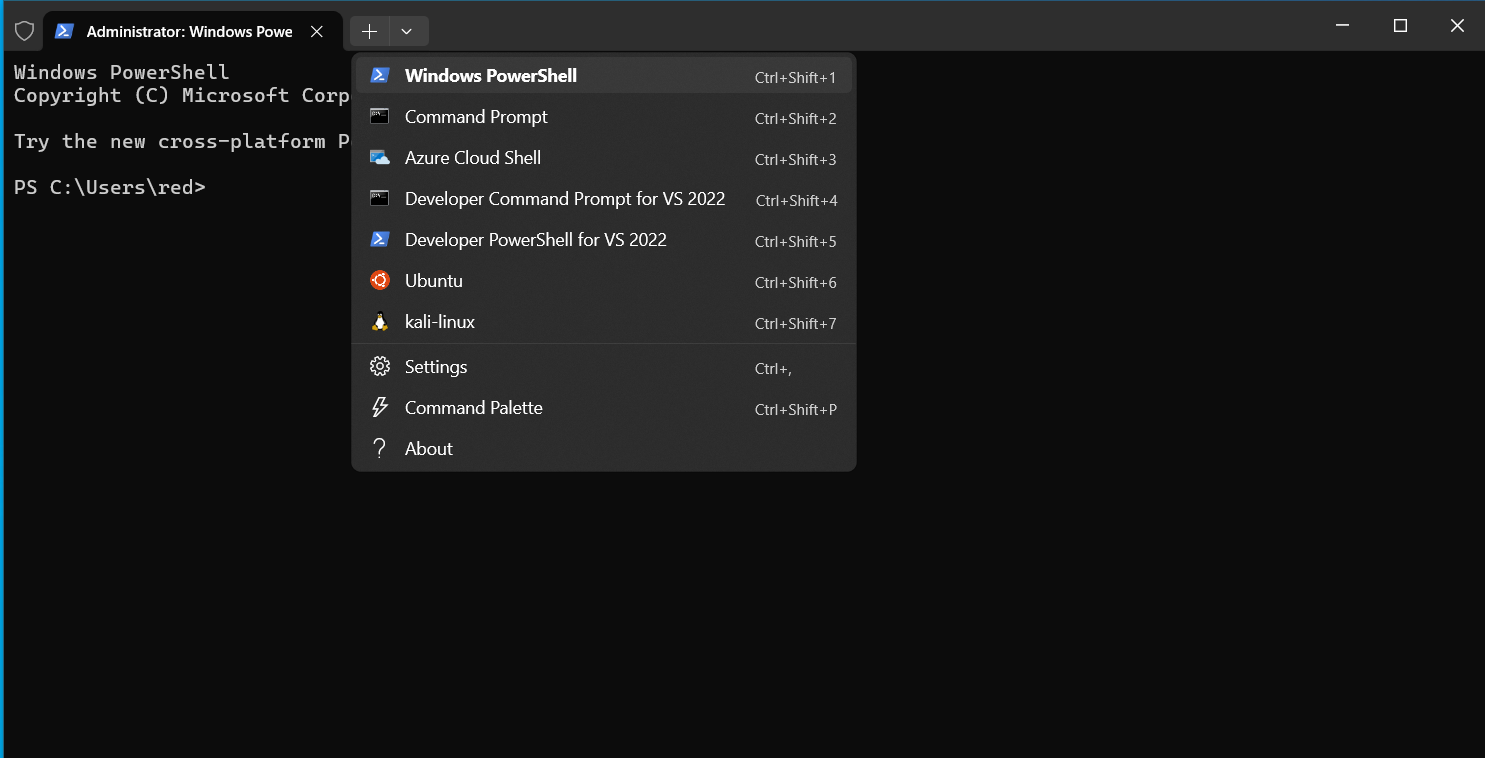 Administrator: Windows Powe
Windows PowerShell
Copyright (C) Microsoft Corp
Try the new cross-platform P
PS C:\Users\red>
Windows PowerShell Ctrl+Shift+1
Command Prompt Ctrl+Shift+2
Azure Cloud Shell Ctrl+Shift+3
Developer Command Prompt for VS 2022 Ctrl+Shift+4
Developer PowerShell for VS 2022 Ctrl+Shift+5
Ubuntu Ctrl+Shift+6
kali-linux Ctrl+Shift+7
Settings Ctrl+,
Command Palette Ctrl+Shift+P
About